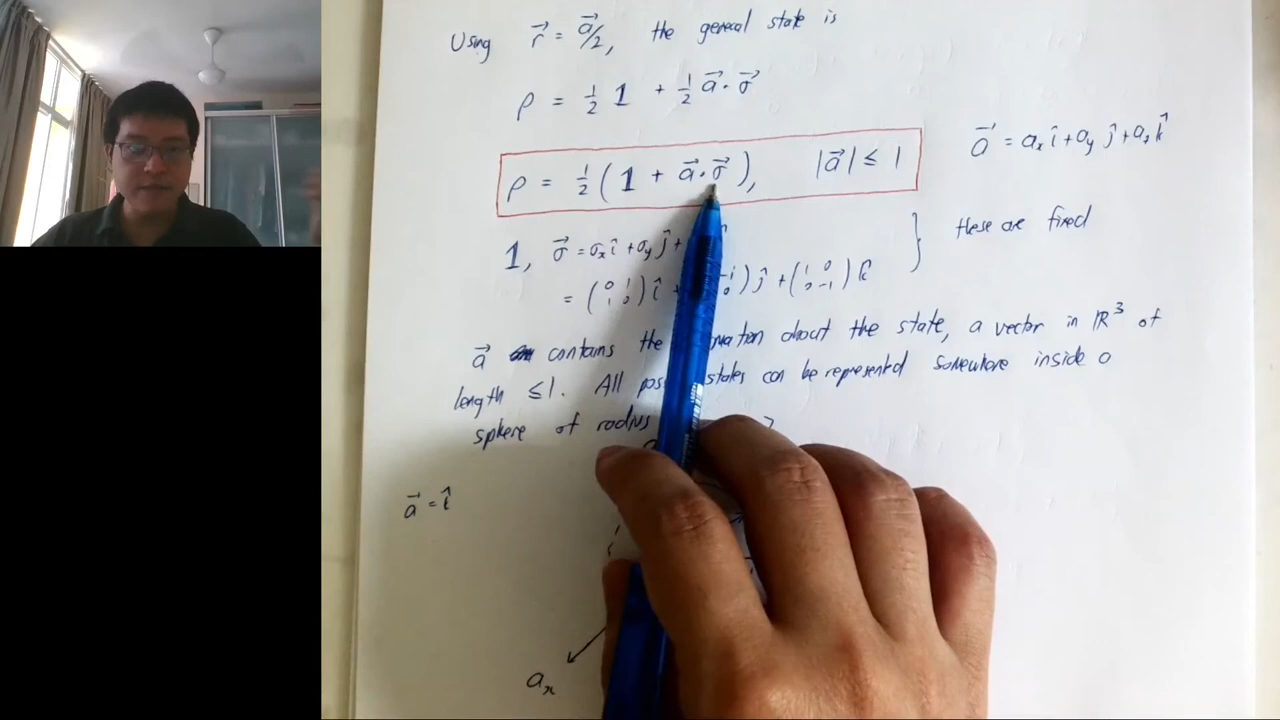 Using r⃗ = a⃗/2, the general state is
ρ = 1/2 𝟏 + 1/2 a⃗·σ⃗
ρ = 1/2 (𝟏 + a⃗·σ⃗), |a⃗| ≤ 1
a⃗ = aₓ î + a_y ĵ + a_z k̂
𝟏, σ⃗ = σₓ î + σ_y ĵ +
= (0 1 1 0) î + -i 0) ĵ + (1 0 0 -1) k̂
} these are fixed
a⃗ contains the about the state, a vector in ℝ³ of
length ≤ 1. All states can be represented somewhere inside a
sphere of radius
a⃗ = î
aₓ